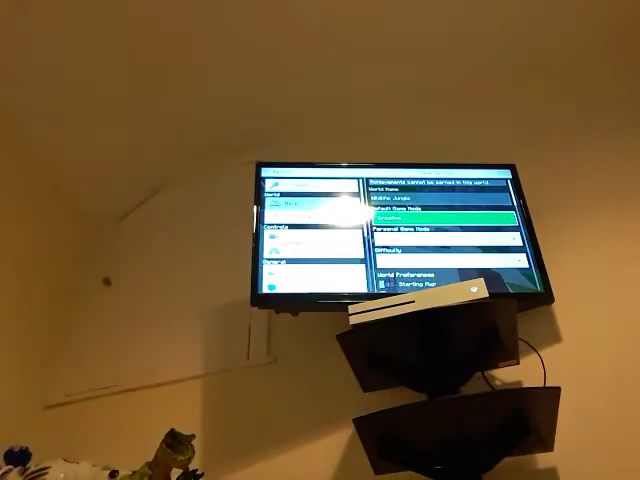 Achievements cannot be earned in this world.
World
World Name
Wildlife Jungle
Default Game Mode
Creative
Controls
Personal Game Mode
Difficulty
General
World Preferences
Starting Map